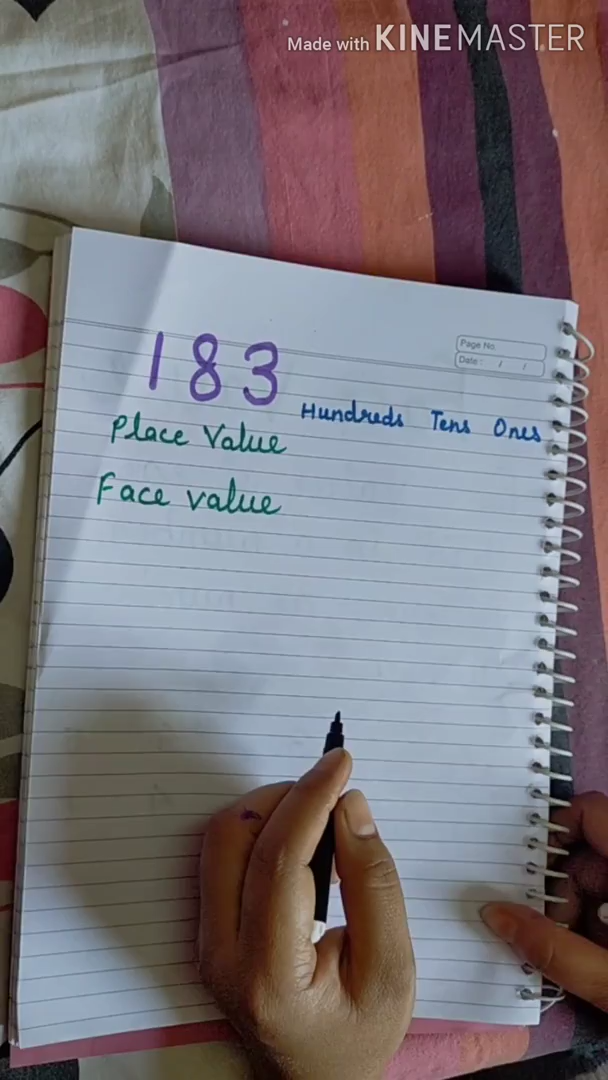 Made with KINEMASTER
Page No.
Date: / /
183
Hundreds Tens Ones
Place Value
Face value